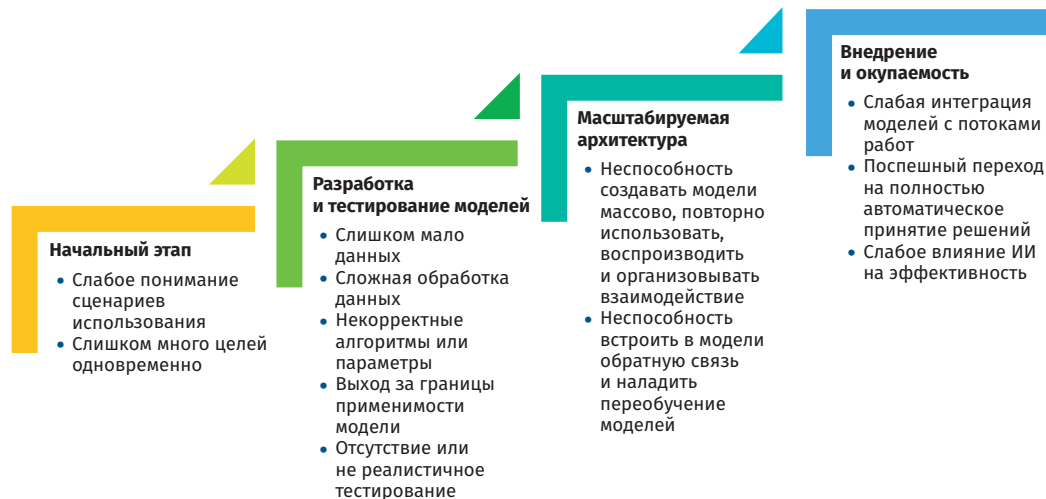 Начальный этап
• Слабое понимание
сценариев
использования
• Слишком много целей
одновременно
Разработка
и тестирование моделей
• Слишком мало
данных
• Сложная обработка
данных
• Некорректные
алгоритмы или
параметры
• Выход за границы
применимости
модели
• Отсутствие или
не реалистичное
тестирование
Масштабируемая
архитектура
• Неспособность
создавать модели
массово, повторно
использовать,
воспроизводить
и организовывать
взаимодействие
• Неспособность
встроить в модели
обратную связь
и наладить
переобучение
моделей
Внедрение
и окупаемость
• Слабая интеграция
моделей с потоками
работ
• Поспешный переход
на полностью
автоматическое
принятие решений
• Слабое влияние ИИ
на эффективность